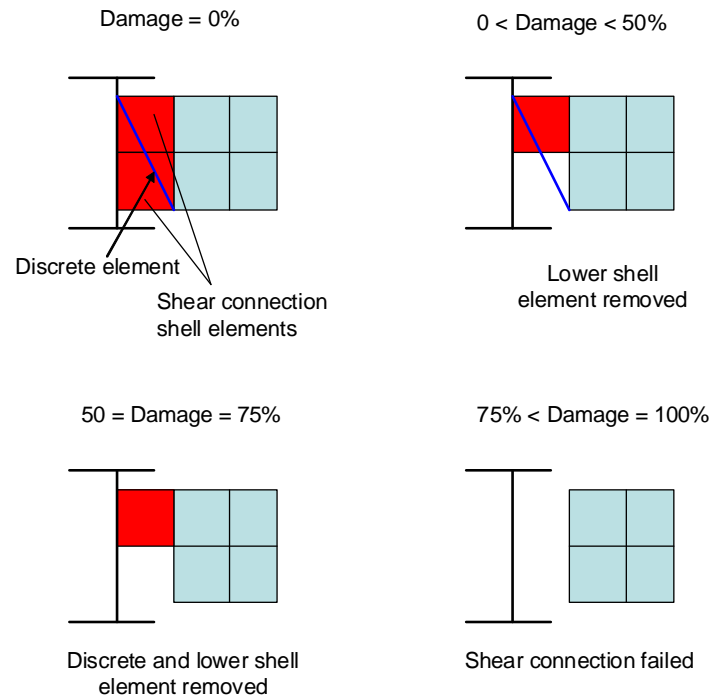 Damage = 0%
0 < Damage < 50%
Discrete element
Shear connection
shell elements
Lower shell
element removed
50 = Damage = 75%
75% < Damage = 100%
Discrete and lower shell
element removed
Shear connection failed